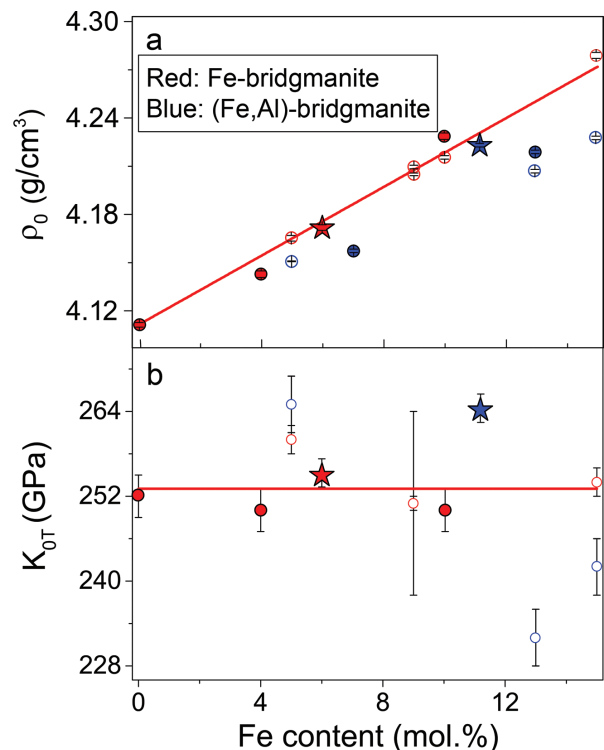 a
Red: Fe-bridgmanite
Blue: (Fe,Al)-bridgmanite
4.30
4.24
4.18
4.12
ρ₀ (g/cm³)
b
264
252
240
228
K₀T (GPa)
0 4 8 12
Fe content (mol.%)